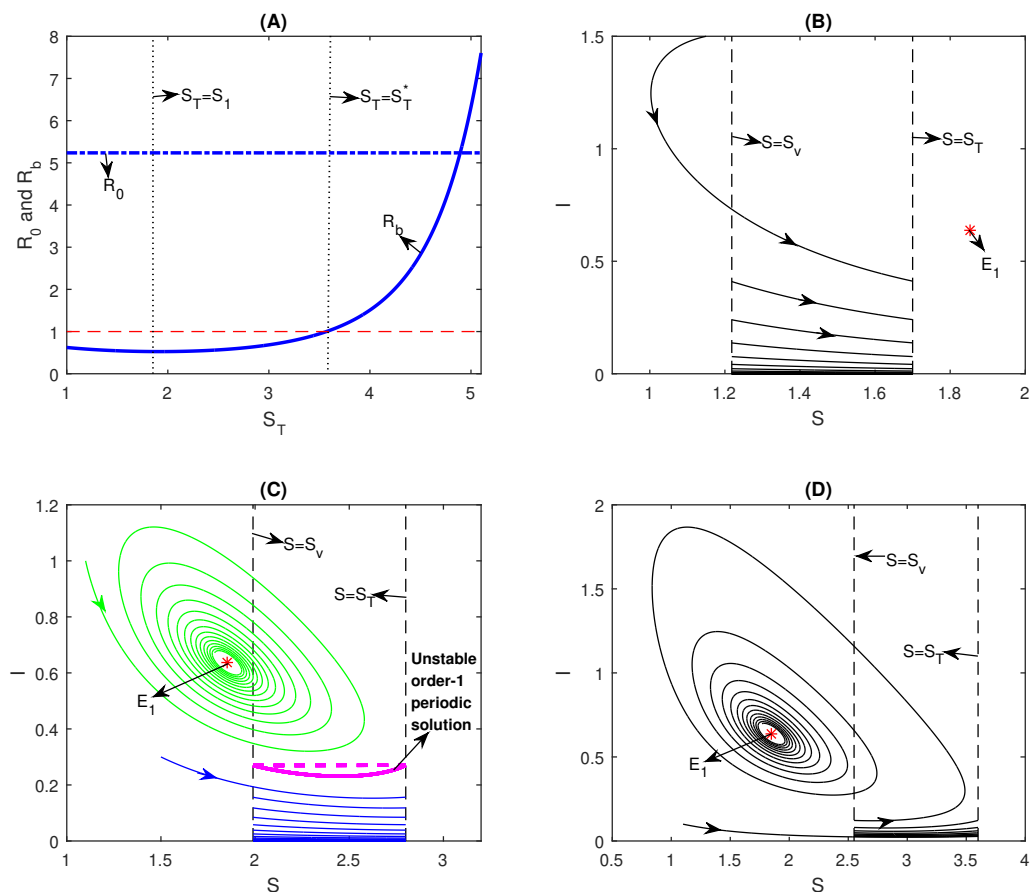 (A)
8
7
6
5
4
3
2
1
0
R_0 and R_b
S_T=S_1
S_T=S_T^*
R_0
R_b
1
2
3
4
5
S_T
(B)
1.5
1
0.5
0
I
S=S_v
S=S_T
E_1
1
1.2
1.4
1.6
1.8
2
S
(C)
1.2
1
0.8
0.6
0.4
0.2
0
I
S=S_v
S=S_T
E_1
Unstable
order-1
periodic
solution
1
1.5
2
2.5
3
S
(D)
2
1.5
1
0.5
0
I
S=S_v
S=S_T
E_1
0.5
1
1.5
2
2.5
3
3.5
4
S